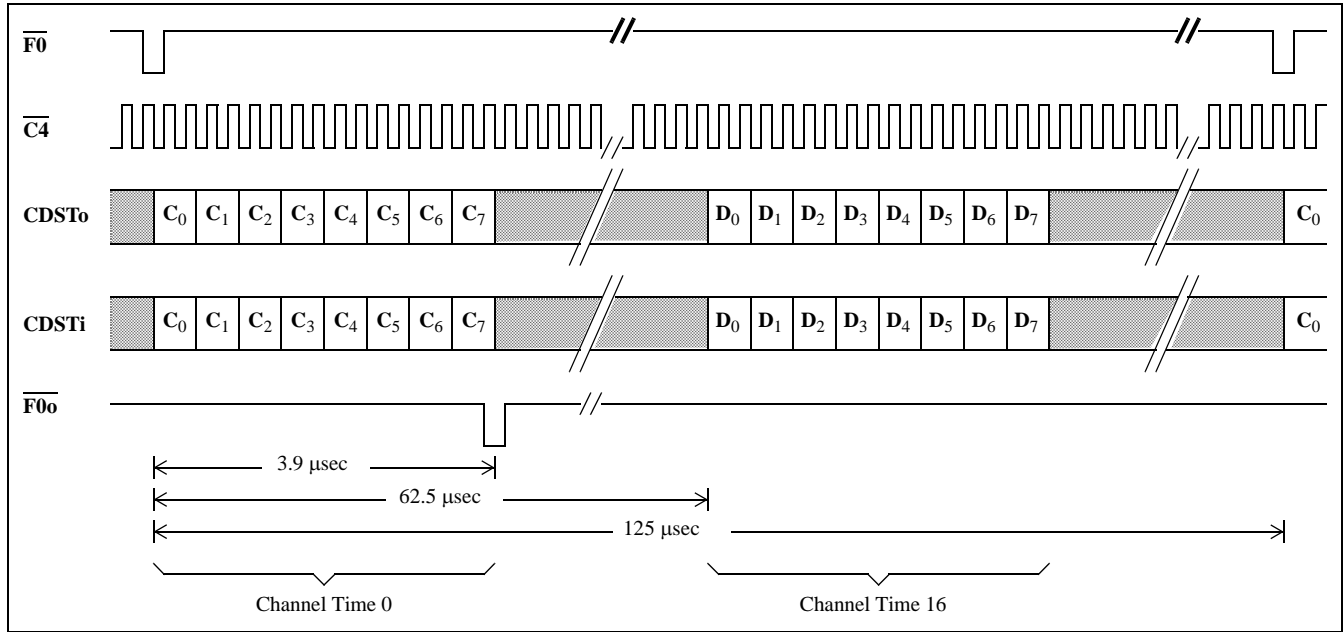 F0
C4
CDSTo C0 C1 C2 C3 C4 C5 C6 C7 D0 D1 D2 D3 D4 D5 D6 D7 C0
CDSTi C0 C1 C2 C3 C4 C5 C6 C7 D0 D1 D2 D3 D4 D5 D6 D7 C0
F0o
3.9 µsec
62.5 µsec
125 µsec
Channel Time 0 Channel Time 16